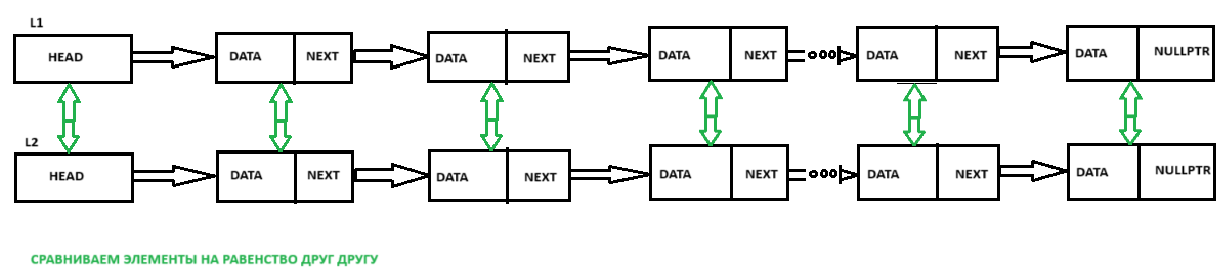 L1
HEAD DATA NEXT DATA NEXT DATA NEXT DATA NEXT DATA NULLPTR
L2
HEAD DATA NEXT DATA NEXT DATA NEXT DATA NEXT DATA NULLPTR
СРАВНИВАЕМ ЭЛЕМЕНТЫ НА РАВЕНСТВО ДРУГ ДРУГУ